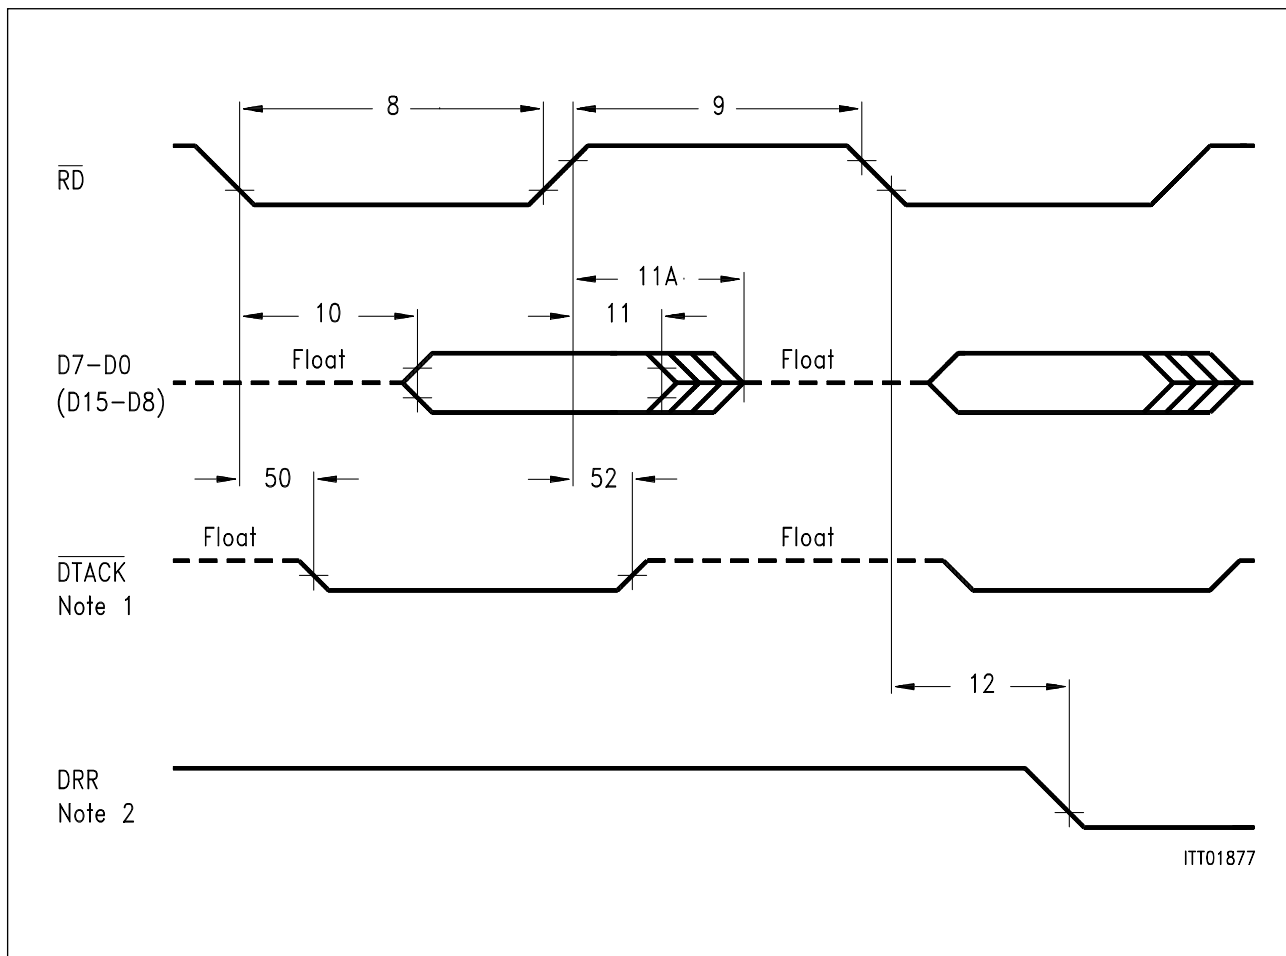 8
9
RD
11A
10
11
D7-D0
(D15-D8)
Float
Float
50
52
Float
Float
DTACK
Note 1
12
DRR
Note 2
ITT01877